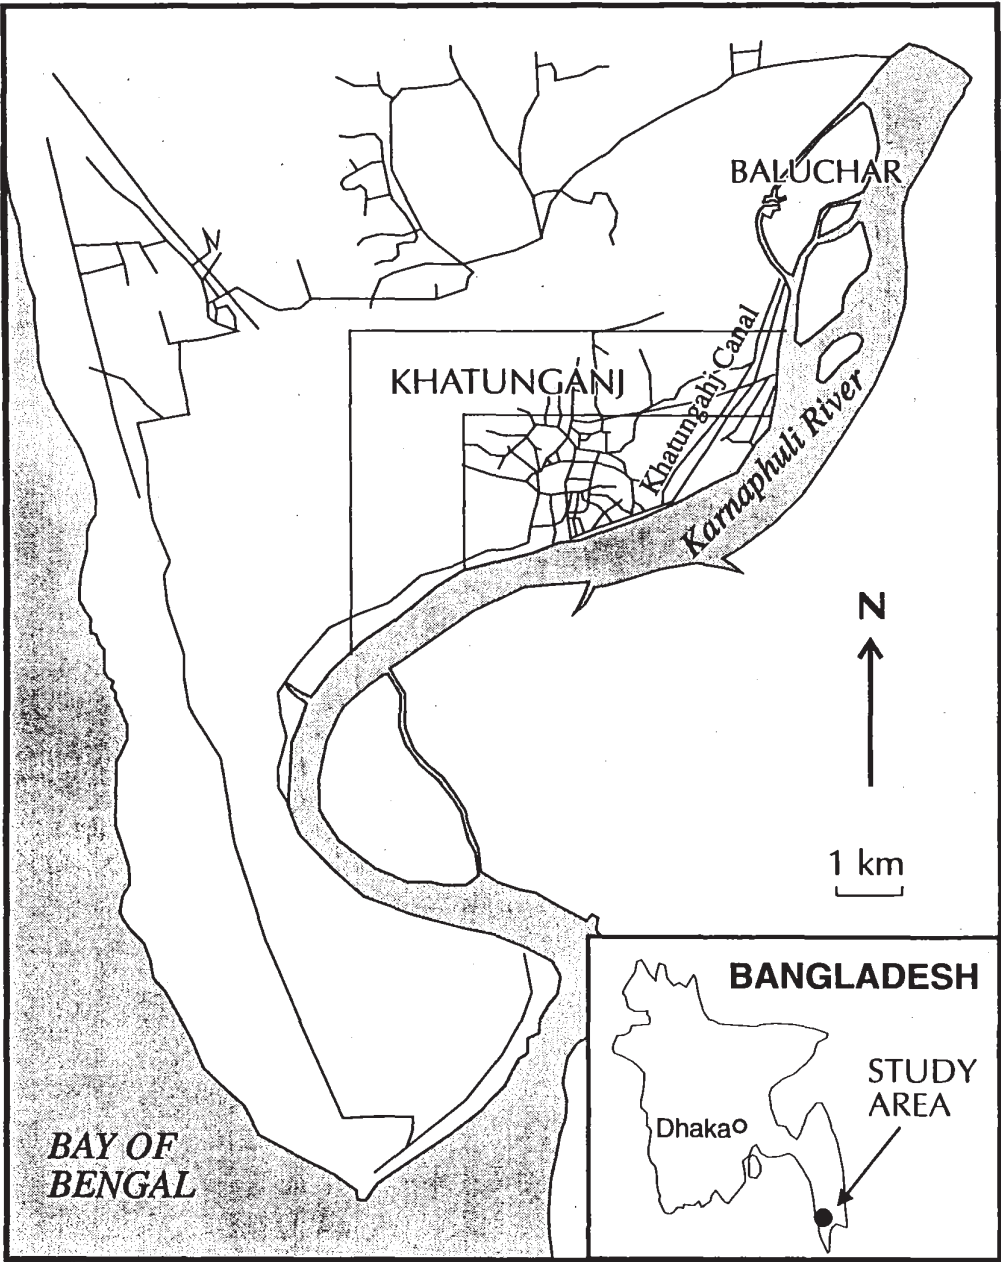 BALUCHAR
KHATUNGANJ
Khatunganj Canal
Karnaphuli River
N
1 km
BAY OF
BENGAL
BANGLADESH
STUDY
AREA
Dhaka